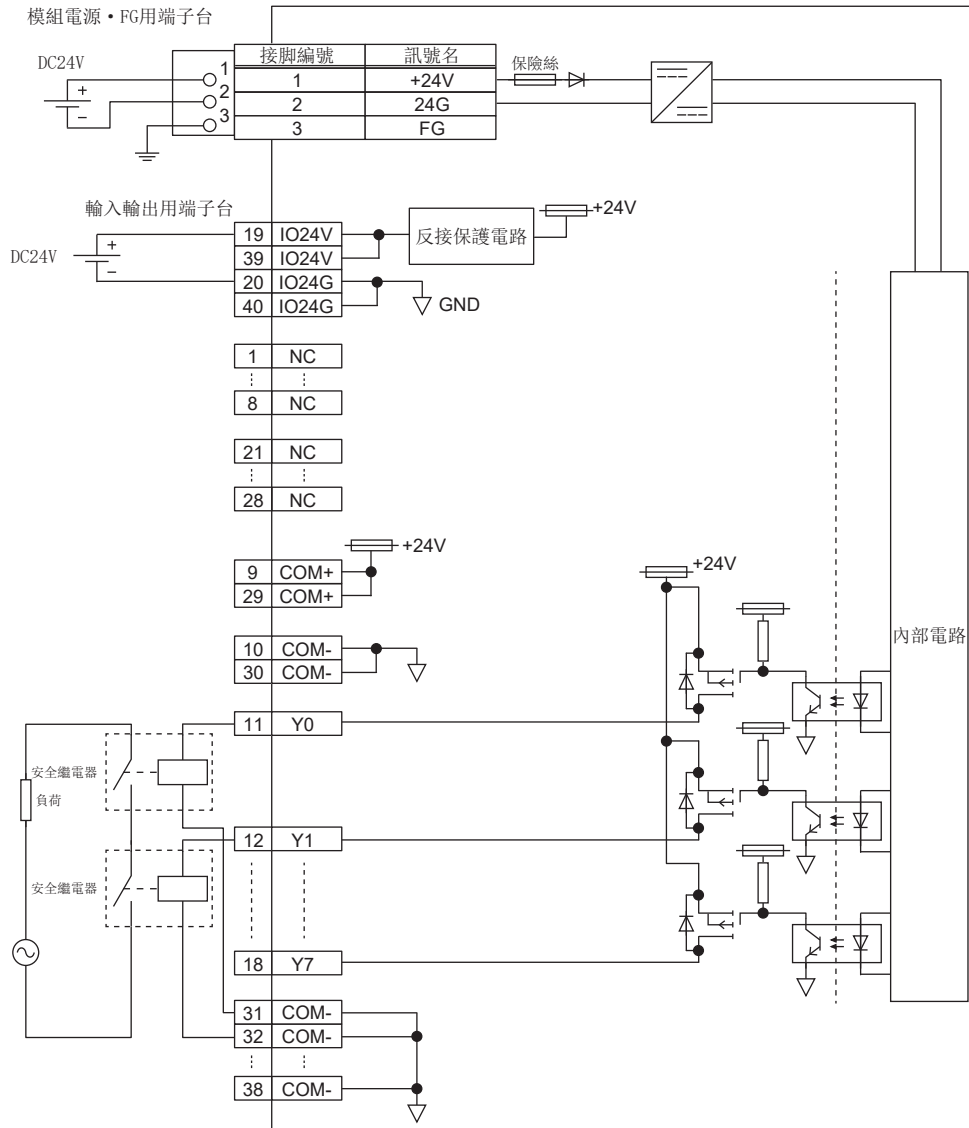 模組電源・FG用端子台
DC24V
+
−
1
2
3
接脚編號 訊號名
1 +24V
2 24G
3 FG
保險絲
輸入輸出用端子台
DC24V
+
−
19 IO24V
39 IO24V
20 IO24G
40 IO24G
反接保護電路
+24V
GND
1 NC
8 NC
21 NC
28 NC
+24V
9 COM+
29 COM+
10 COM-
30 COM-
+24V
內部電路
11 Y0
安全繼電器
負荷
12 Y1
安全繼電器
18 Y7
31 COM-
32 COM-
38 COM-